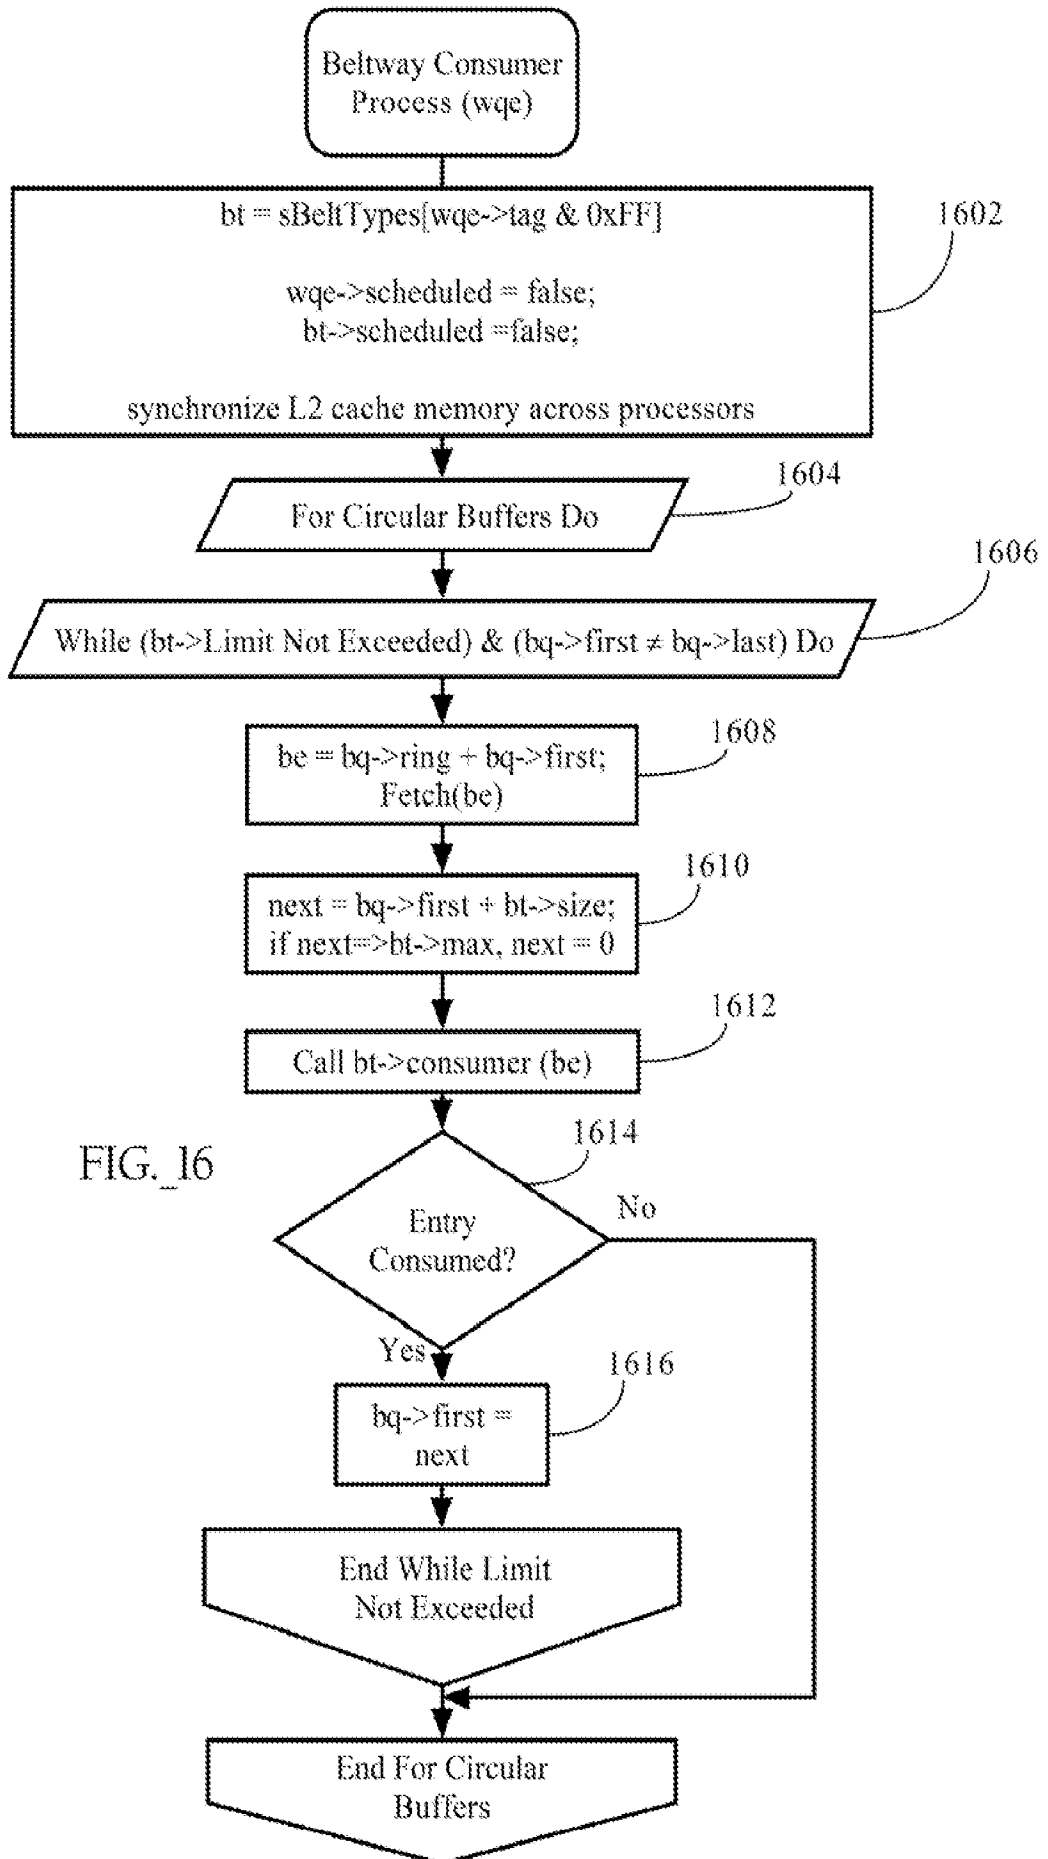 Beltway Consumer
Process (wqe)
bt = sBeltTypes[wqe->tag & 0xFF]
1602
wqe->scheduled = false;
bt->scheduled =false;
synchronize L2 cache memory across processors
1604
For Circular Buffers Do
1606
While (bt->Limit Not Exceeded) & (bq->first ≠ bq->last) Do
1608
be = bq->ring + bq->first;
Fetch(be)
1610
next = bq->first + bt->size;
if next=>bt->max, next = 0
1612
Call bt->consumer (be)
1614
FIG._16
No
Entry
Consumed?
Yes
1616
bq->first =
next
End While Limit
Not Exceeded
End For Circular
Buffers